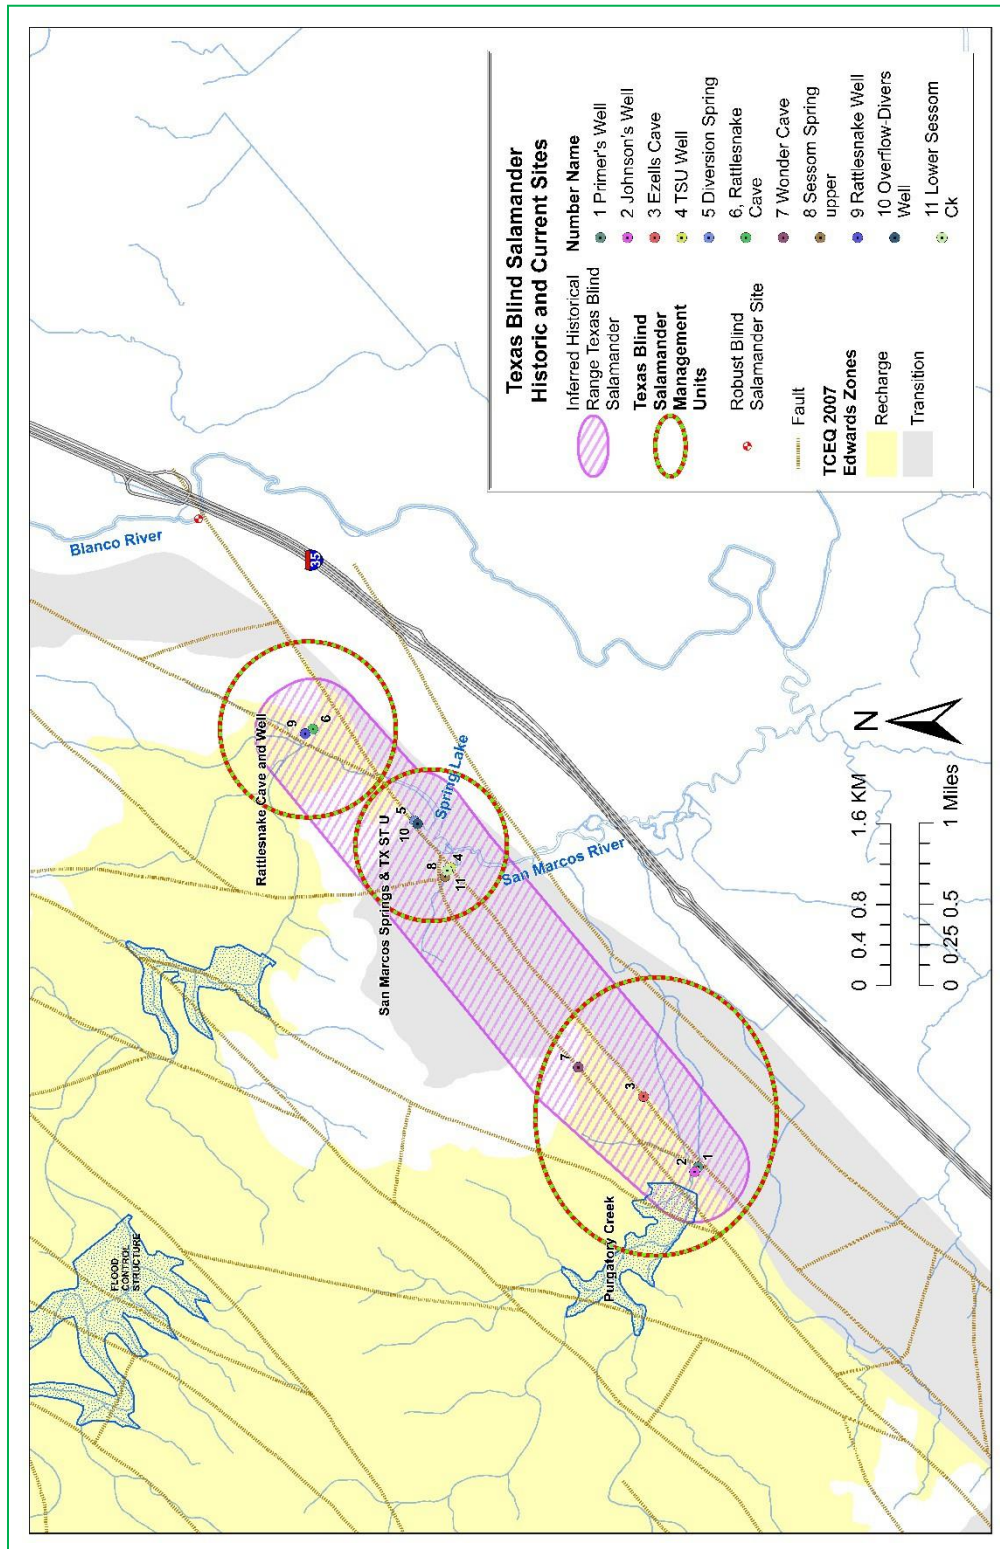 Texas Blind Salamander
Historic and Current Sites
Inferred Historical
Range Texas Blind
Salamander
Texas Blind
Salamander
Management
Units
Robust Blind
Salamander Site
Fault
TCEQ 2007
Edwards Zones
Recharge
Transition
Number Name
1 Primer's Well
2 Johnson's Well
3 Ezells Cave
4 TSU Well
5 Diversion Spring
6, Rattlesnake
Cave
7 Wonder Cave
8 Sessom Spring
upper
9 Rattlesnake Well
10 Overflow-Divers
Well
11 Lower Sessom
Ck
Blanco River
35
Rattlesnake Cave and Well
9
6
San Marcos Springs & TX ST U
10
5
Spring Lake
8
4
11
San Marcos River
7
3
2
1
Purgatory Creek
FLOOD
CONTROL
STRUCTURE
N
0 0.4 0.8 1.6 KM
0 0.25 0.5 1 Miles